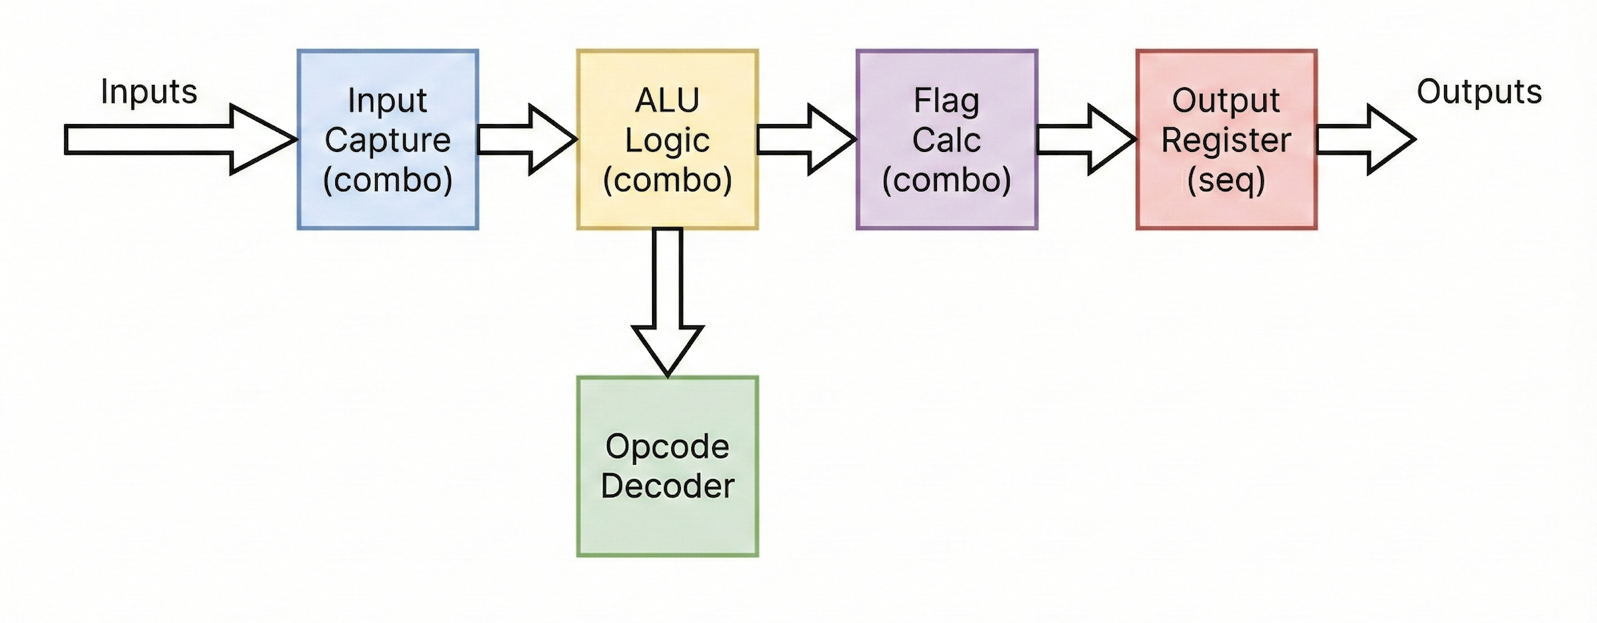 Inputs
Input
Capture
(combo)
ALU
Logic
(combo)
Flag
Calc
(combo)
Output
Register
(seq)
Outputs
Opcode
Decoder